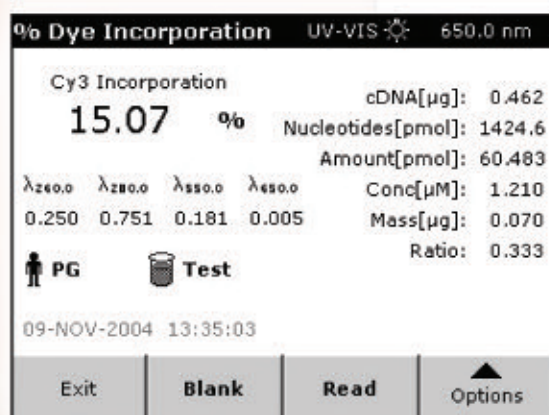 % Dye Incorporation UV-VIS 650.0 nm
Cy3 Incorporation
15.07 %
cDNA[µg]: 0.462
Nucleotides[pmol]: 1424.6
Amount[pmol]: 60.483
Conc[µM]: 1.210
Mass[µg]: 0.070
Ratio: 0.333
λ260.0 λ280.0 λ550.0 λ650.0
0.250 0.751 0.181 0.005
PG Test
09-NOV-2004 13:35:03
Exit Blank Read Options